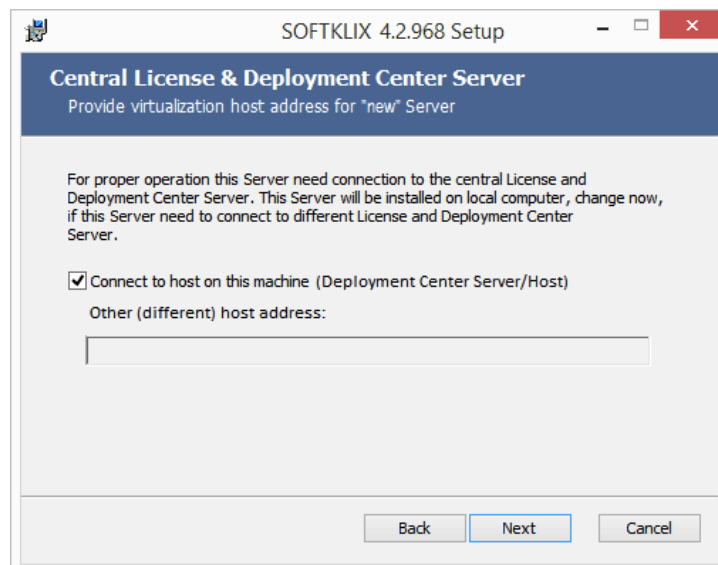 SOFTKLIX 4.2.968 Setup
Central License & Deployment Center Server
Provide virtualization host address for "new" Server
For proper operation this Server need connection to the central License and
Deployment Center Server. This Server will be installed on local computer, change now,
if this Server need to connect to different License and Deployment Center
Server.
Connect to host on this machine (Deployment Center Server/Host)
Other (different) host address:
Back Next Cancel